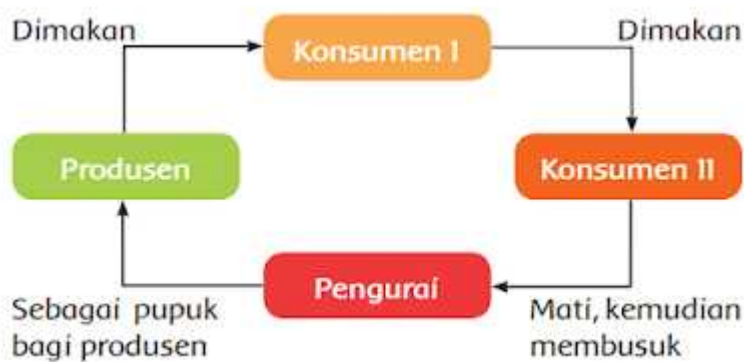 Dimakan
Konsumen I
Dimakan
Produsen
Konsumen II
Pengurai
Sebagai pupuk
bagi produsen
Mati, kemudian
membusuk